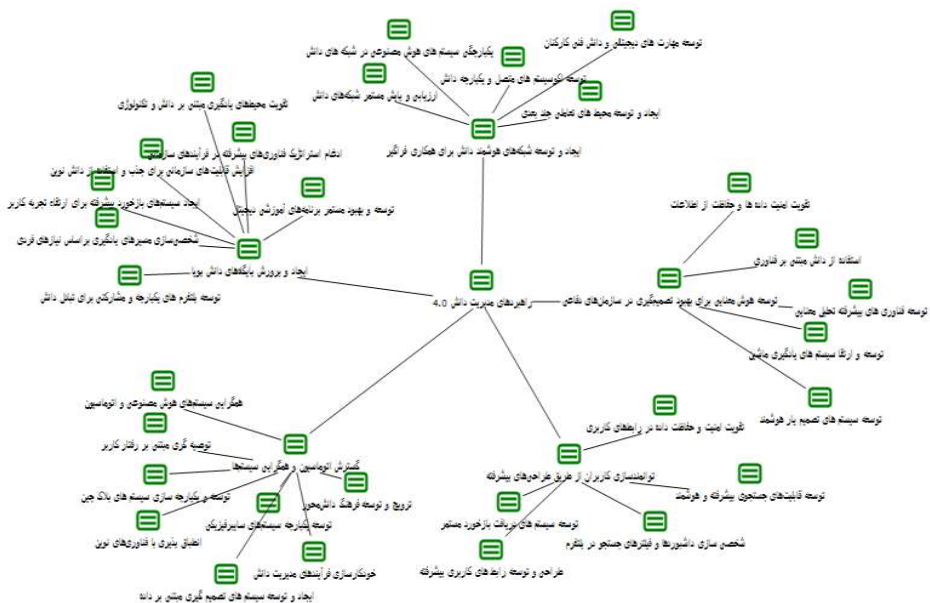 توسعه مهارت های دیجیتالی و دانش فنی کارکنان
یکپارچگی سیستم های هوش مصنوعی در شبکه های دانش
توسعه اکوسیستم های متصل و یکپارچه دانش
ارزیابی و پایش مستمر شبکه‌های دانش
ایجاد و توسعه محیط های تعاملی چند بعدی
ایجاد و توسعه شبکه‌های هوشمند دانش برای همکاری فراگیر
تقویت محیط‌های یادگیری مبتنی بر دانش و تکنولوژی
ادغام استراتژیک فناوری‌های پیشرفته در فرآیندهای سازمانی
افزایش قابلیت‌های سازمانی برای جذب و استفاده از دانش نوین
ایجاد سیستم‌های بازخورد پیشرفته برای ارتقاء تجربه کاربر
توسعه و بهبود مستمر برنامه‌های آموزشی دیجیتل
شخصی‌سازی مسیرهای یادگیری براساس نیازهای فردی
ایجاد و پرورش پایگاه‌های دانش پویا
توسعه پلتفرم های یکپارچه و مشارکتی برای تبادل دانش
تقویت امنیت داده ها و حفاظت از اطلاعات
استفاده از دانش مبتنی بر فناوری
توسعه هوش معنایی برای بهبود تصمیم‌گیری در سازمان‌های دفاعی
توسعه فناوری های پیشرفته تحلیل معنایی
توسعه و ارتقا سیستم های یادگیری ماشین
توسعه سیستم های تصمیم یار هوشمند
راهبردهای مدیریت دانش 4.0
همگرایی سیستم‌های هوش مصنوعی و اتوماسیون
توصیه گری مبتنی بر رفتار کاربر
گسترش اتوماسیون و همگرایی سیستم‌ها
توسعه و یکپارچه سازی سیستم های بلاک چین
ترویج و توسعه فرهنگ دانش‌محور
توسعه یکپارچه سیستم‌های سایبرفیزیکی
انطباق پذیری با فناوری‌های نوین
خودکارسازی فرآیندهای مدیریت دانش
ایجاد و توسعه سیستم های تصمیم گیری مبتنی بر داده
تقویت امنیت و حفاظت داده در رابط‌های کاربری
توانمندسازی کاربران از طریق طراحی‌های پیشرفته
توسعه قابلیت‌های جستجوی پیشرفته و هوشمند
توسعه سیستم های دریافت بازخورد مستمر
شخصی سازی داشبوردها و فیلترهای جستجو در پلتفرم
طراحی و توسعه رابط‌های کاربری پیشرفته